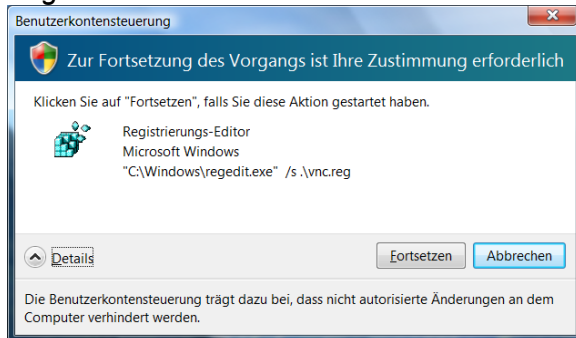 Benutzerkontensteuerung
Zur Fortsetzung des Vorgangs ist Ihre Zustimmung erforderlich
Klicken Sie auf "Fortsetzen", falls Sie diese Aktion gestartet haben.
Registrierungs-Editor
Microsoft Windows
"C:\Windows\regedit.exe" /s .\vnc.reg
Details
Fortsetzen
Abbrechen
Die Benutzerkontensteuerung trägt dazu bei, dass nicht autorisierte Änderungen an dem
Computer verhindert werden.